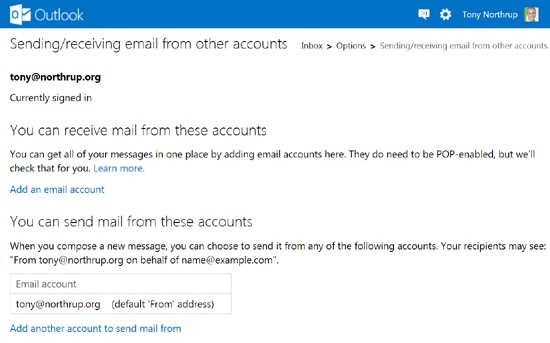 Outlook
Tony Northrup
Sending/receiving email from other accounts
Inbox > Options > Sending/receiving email from other accounts
tony@northrup.org
Currently signed in
You can receive mail from these accounts
You can get all of your messages in one place by adding email accounts here. They do need to be POP-enabled, but we'll
check that for you. Learn more.
Add an email account
You can send mail from these accounts
When you compose a new message, you can choose to send it from any of the following accounts. Your recipients may see:
"From tony@northrup.org on behalf of name@example.com".
Email account
tony@northrup.org (default 'From' address)
Add another account to send mail from